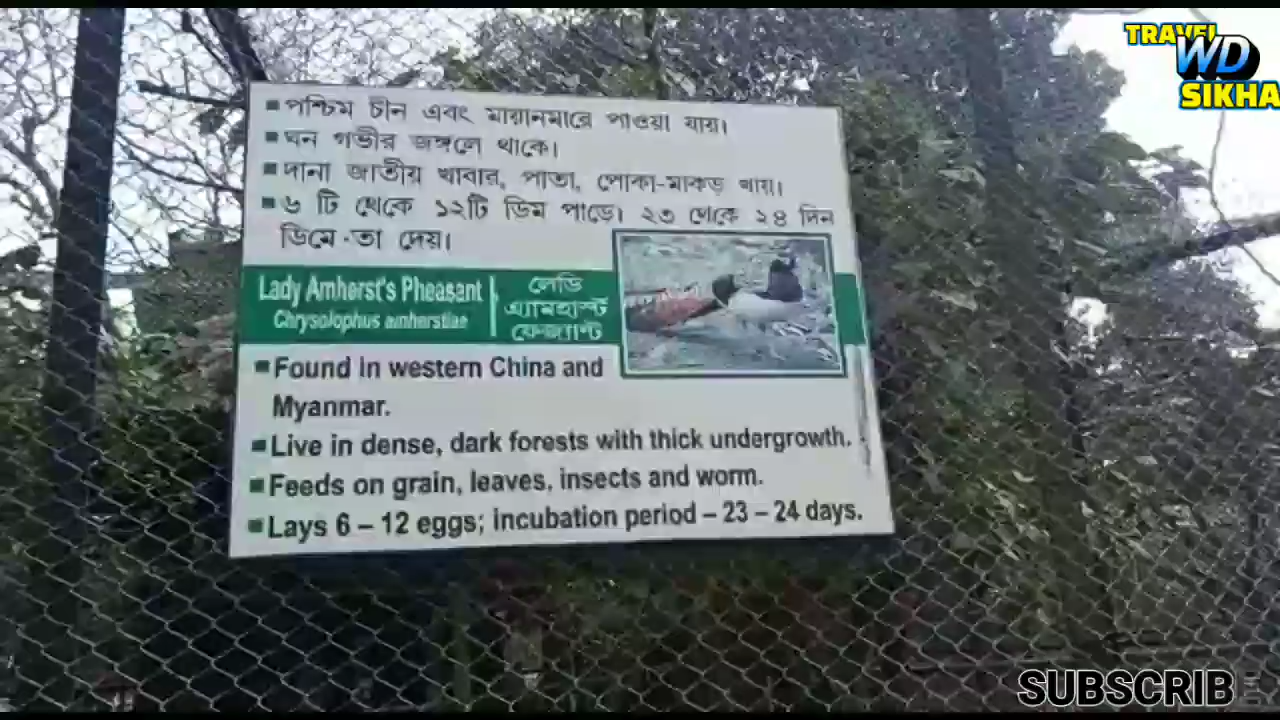 TRAVEL
WD
SIKHA
▪ পশ্চিম চীন এবং মায়ানমারে পাওয়া যায়।
▪ ঘন গভীর জঙ্গলে থাকে।
▪ দানা জাতীয় খাবার, পাতা, পোকা-মাকড় খায়।
▪ ৬ টি থেকে ১২টি ডিম পাড়ে। ২৩ থেকে ২৪ দিন
ডিমে-তা দেয়।
Lady Amherst's Pheasant
Chrysolophus amherstiae
লেডি
এ্যামহার্স্ট
ফেজ্যান্ট
▪ Found in western China and
Myanmar.
▪ Live in dense, dark forests with thick undergrowth.
▪ Feeds on grain, leaves, insects and worm.
▪ Lays 6 – 12 eggs; incubation period – 23 – 24 days.
SUBSCRIB